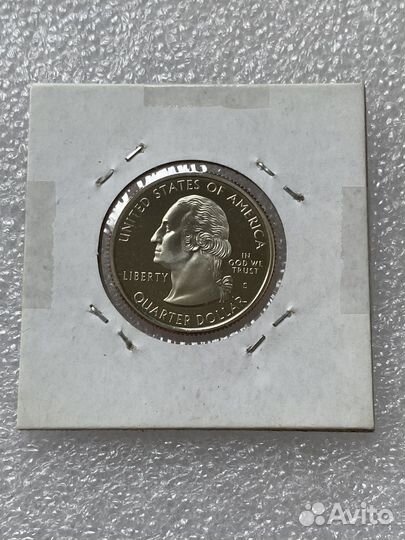 UNITED STATES OF AMERICA
LIBERTY
IN
GOD WE
TRUST
S
QUARTER DOLLAR
Avito